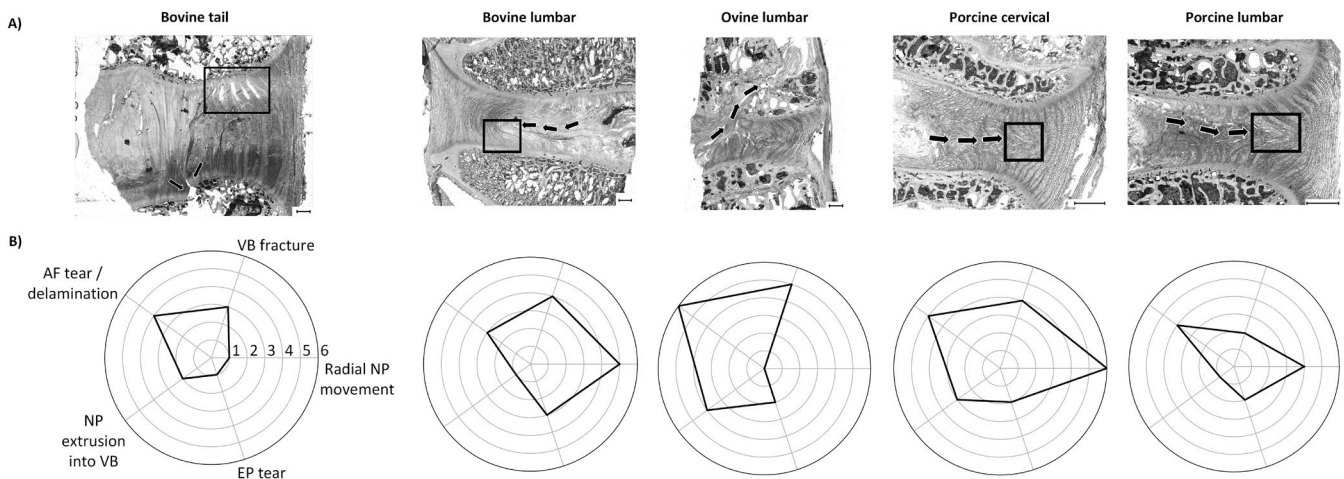 A)
Bovine tail
Bovine lumbar
Ovine lumbar
Porcine cervical
Porcine lumbar
B)
VB fracture
AF tear /
delamination
1 2 3 4 5 6
Radial NP
movement
NP
extrusion
into VB
EP tear